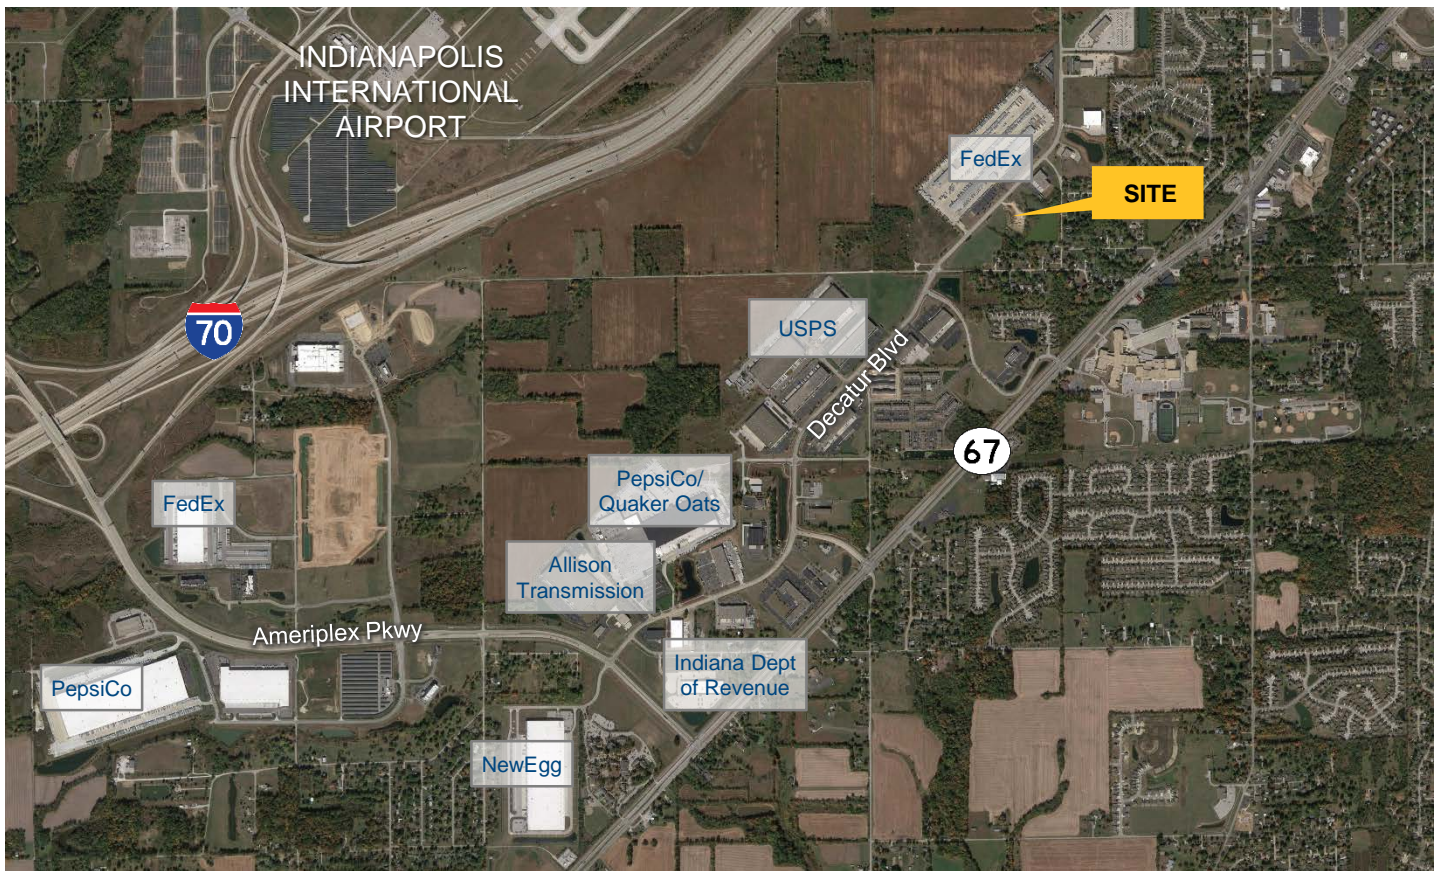 INDIANAPOLIS
INTERNATIONAL
AIRPORT
FedEx
SITE
70
USPS
Decatur Blvd
67
PepsiCo/
Quaker Oats
FedEx
Allison
Transmission
Ameriplex Pkwy
Indiana Dept
of Revenue
PepsiCo
NewEgg